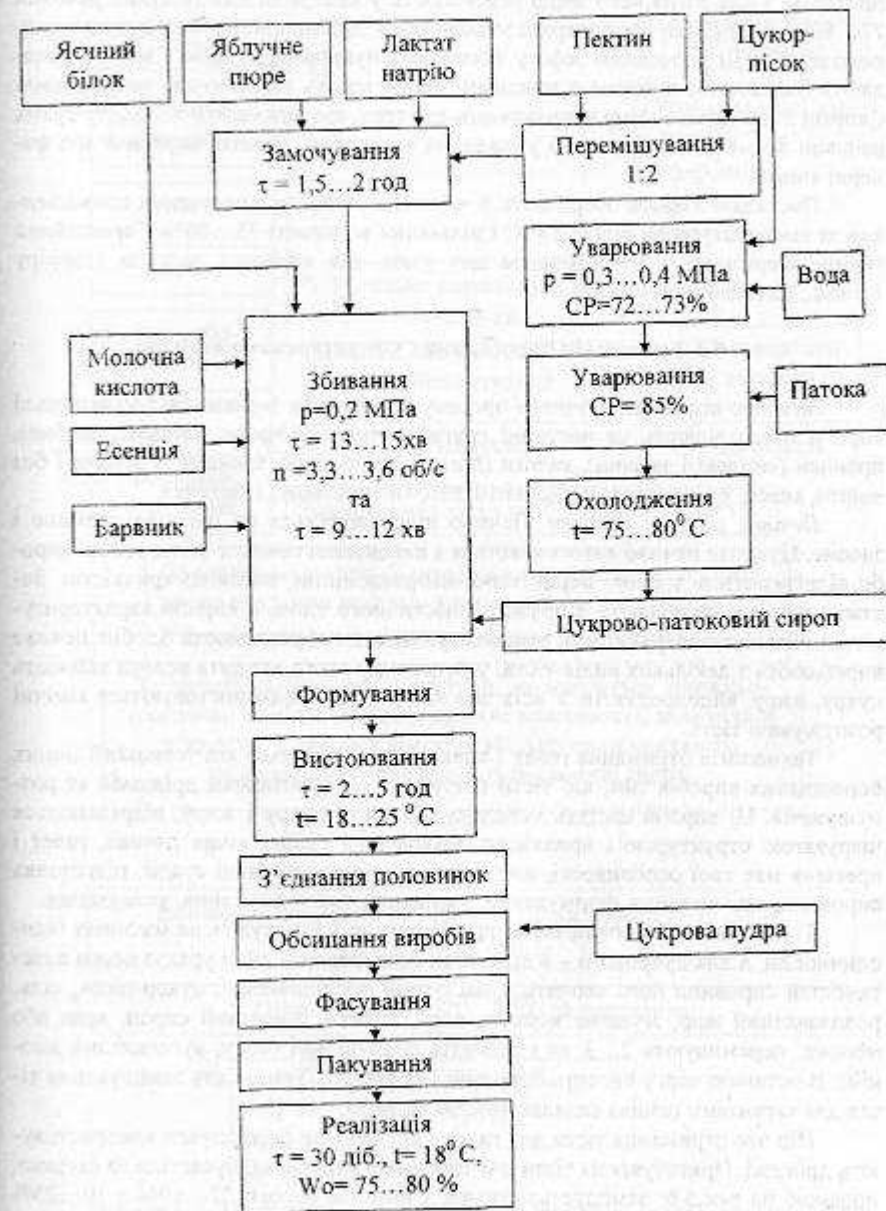 Яєчний
білок
Яблучне
пюре
Лактат
натрію
Пектин
Цукор-
пісок
Замочування
τ = 1,5…2 год
Перемішування
1:2
Уварювання
p = 0,3… 0,4 МПа
СР=72…73%
Вода
Молочна
кислота
Есенція
Барвник
Збивання
p=0,2 МПа
τ = 13…15хв
n =3,3…3,6 об/с
та
τ = 9…12 хв
Уварювання
СР= 85%
Патока
Охолодження
t= 75…80⁰ С
Цукрово-патоковий сироп
Формування
Вистоювання
τ = 2…5 год
t= 18…25 ⁰ С
З’єднання половинок
Обсипання виробів
Цукрова пудра
Фасування
Пакування
Реалізація
τ = 30 діб., t= 18⁰ С,
Wo= 75…80 %